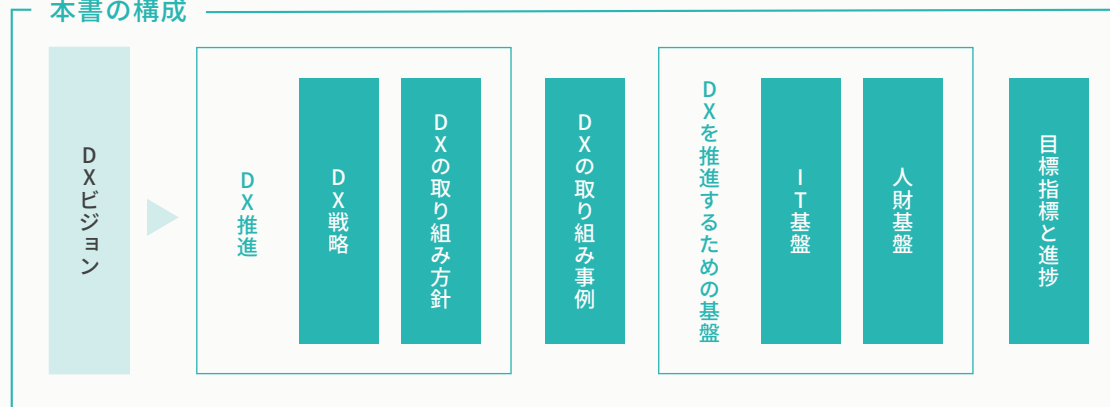 本書の構成
DXビジョン
DX推進
DX戦略
DXの取り組み方針
DXの取り組み事例
DXを推進するための基盤
IT基盤
人財基盤
目標指標と進捗